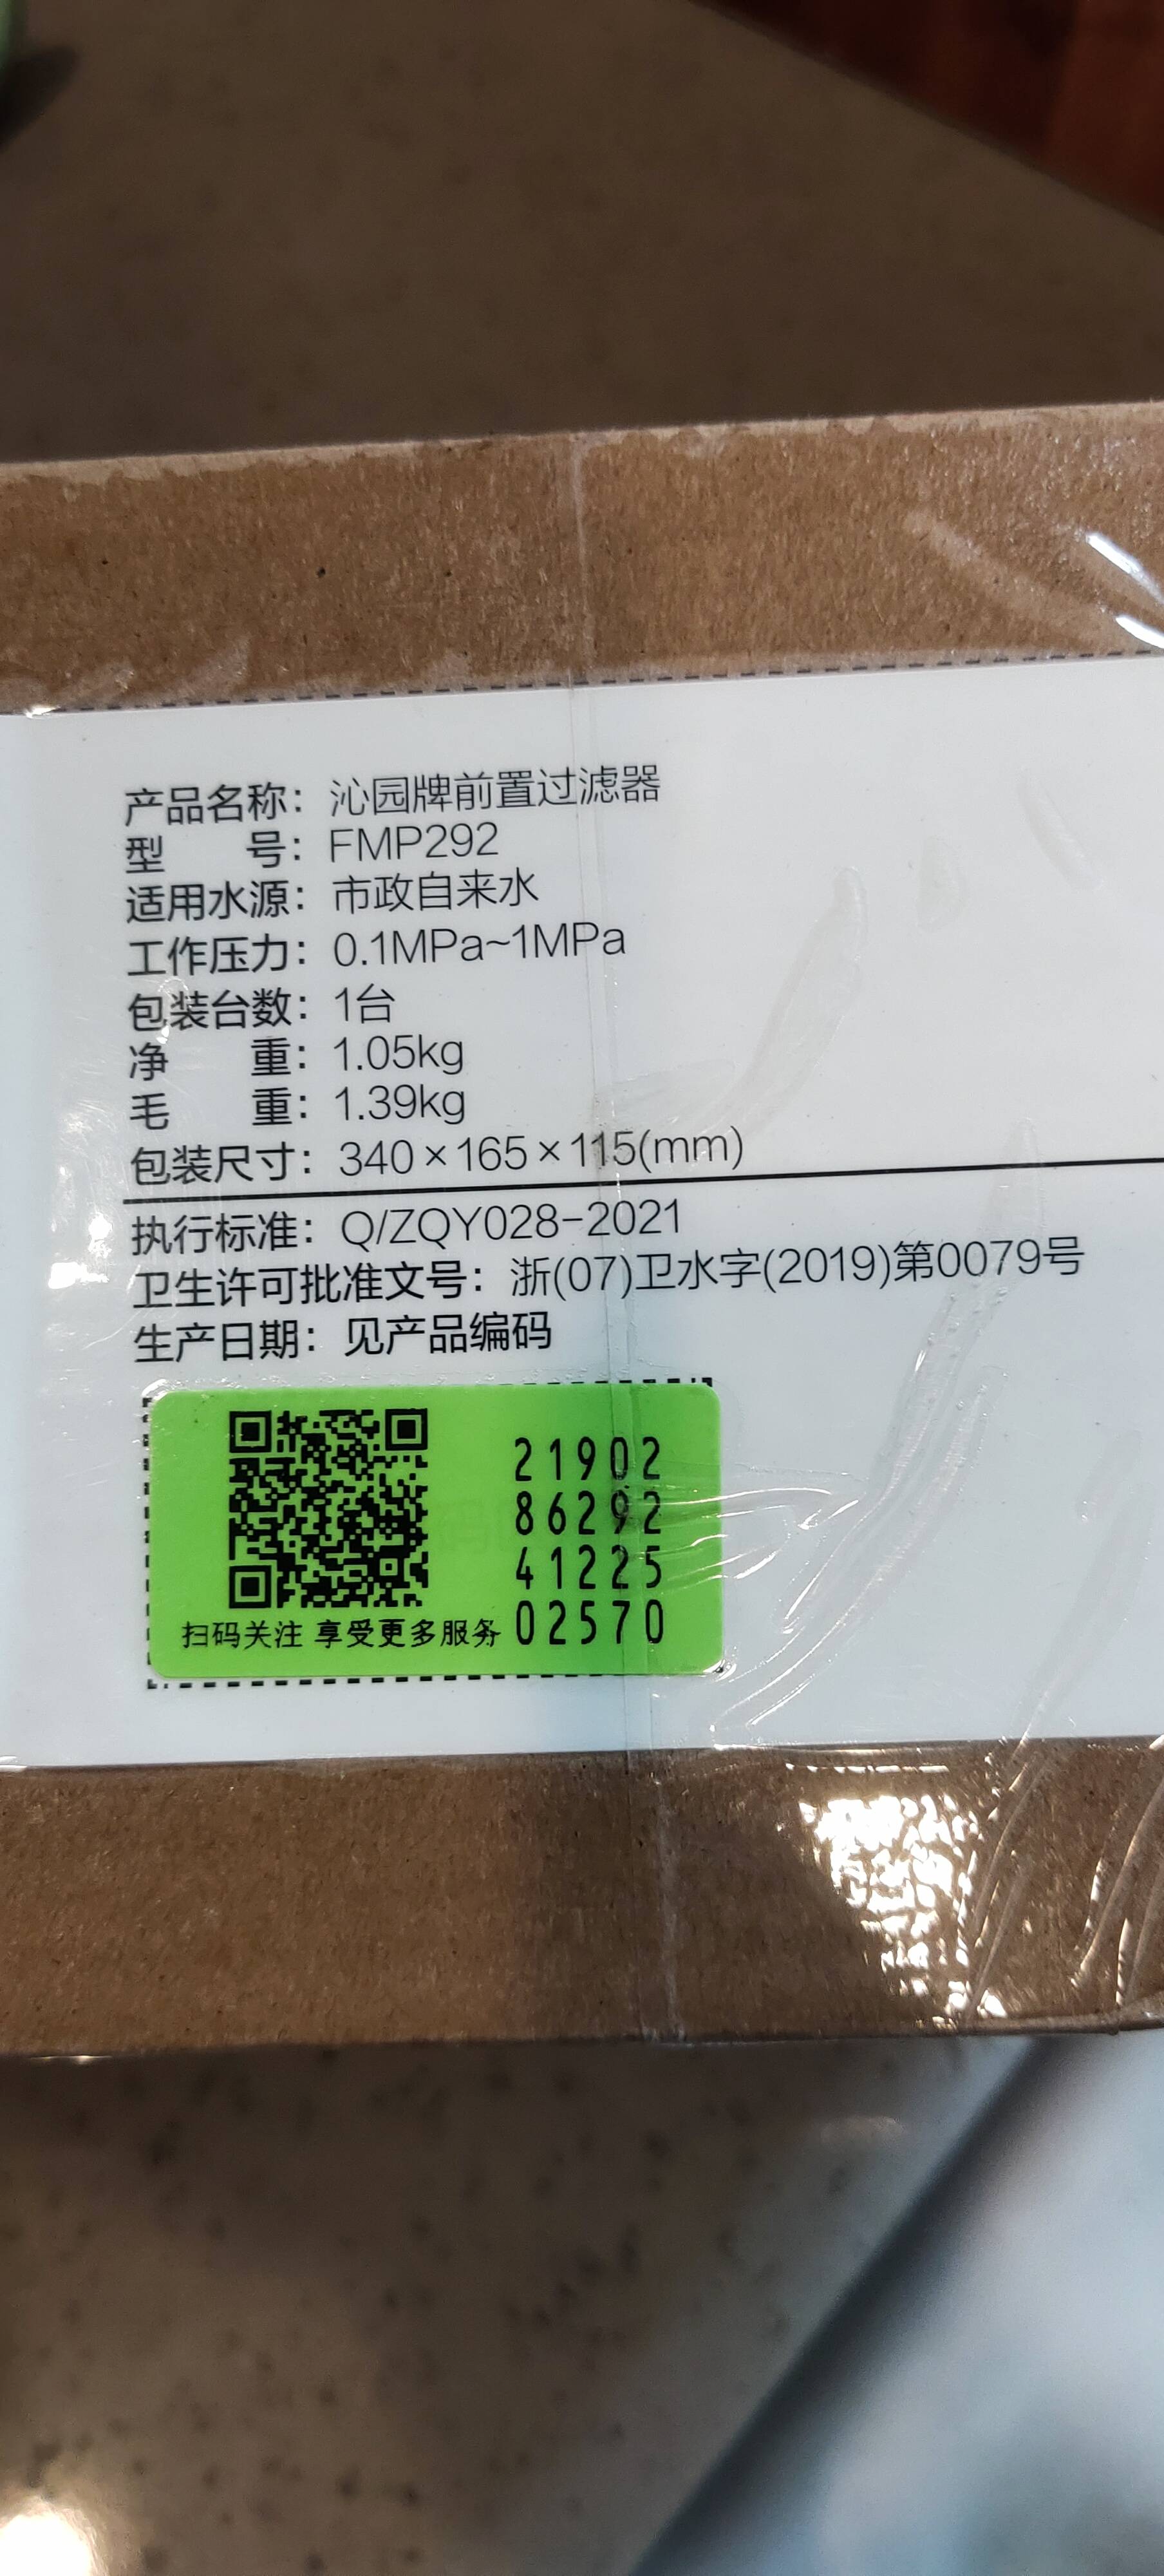 产品名称：沁园牌前置过滤器
型 号：FMP292
适用水源：市政自来水
工作压力：0.1MPa~1MPa
包装台数：1台
净 重：1.05kg
毛 重：1.39kg
包装尺寸：340×165×115(mm)
执行标准：Q/ZQY028-2021
卫生许可批准文号：浙(07)卫水字(2019)第0079号
生产日期：见产品编码
21902
86292
41225
02570
扫码关注 享受更多服务